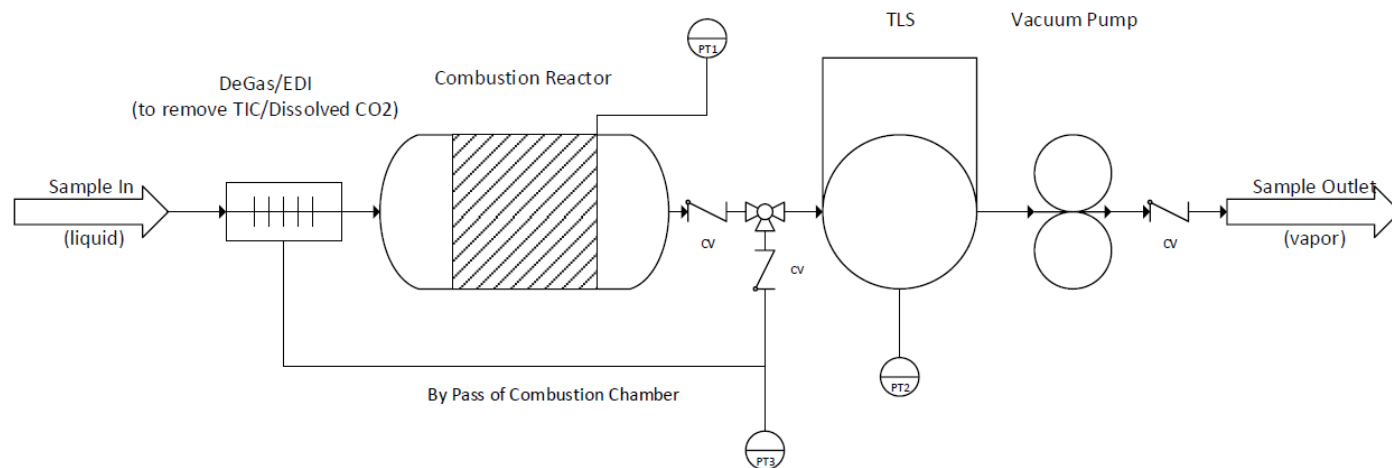 TLS
Vacuum Pump
PT1
Combustion Reactor
DeGas/EDI
(to remove TIC/Dissolved CO2)
Sample In
(liquid)
Sample Outlet
(vapor)
CV
CV
CV
PT2
By Pass of Combustion Chamber
PT3